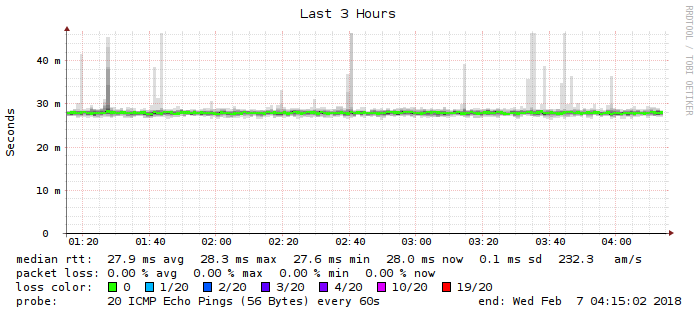 Last 3 Hours
RRDTOOL / TOBI OETIKER
Seconds
40 m
30 m
20 m
10 m
0
01:20 01:40 02:00 02:20 02:40 03:00 03:20 03:40 04:00
median rtt: 27.9 ms avg 28.3 ms max 27.6 ms min 28.0 ms now 0.1 ms sd 232.3 am/s
packet loss: 0.00 % avg 0.00 % max 0.00 % min 0.00 % now
loss color: 0 1/20 2/20 3/20 4/20 10/20 19/20
probe: 20 ICMP Echo Pings (56 Bytes) every 60s end: Wed Feb 7 04:15:02 2018